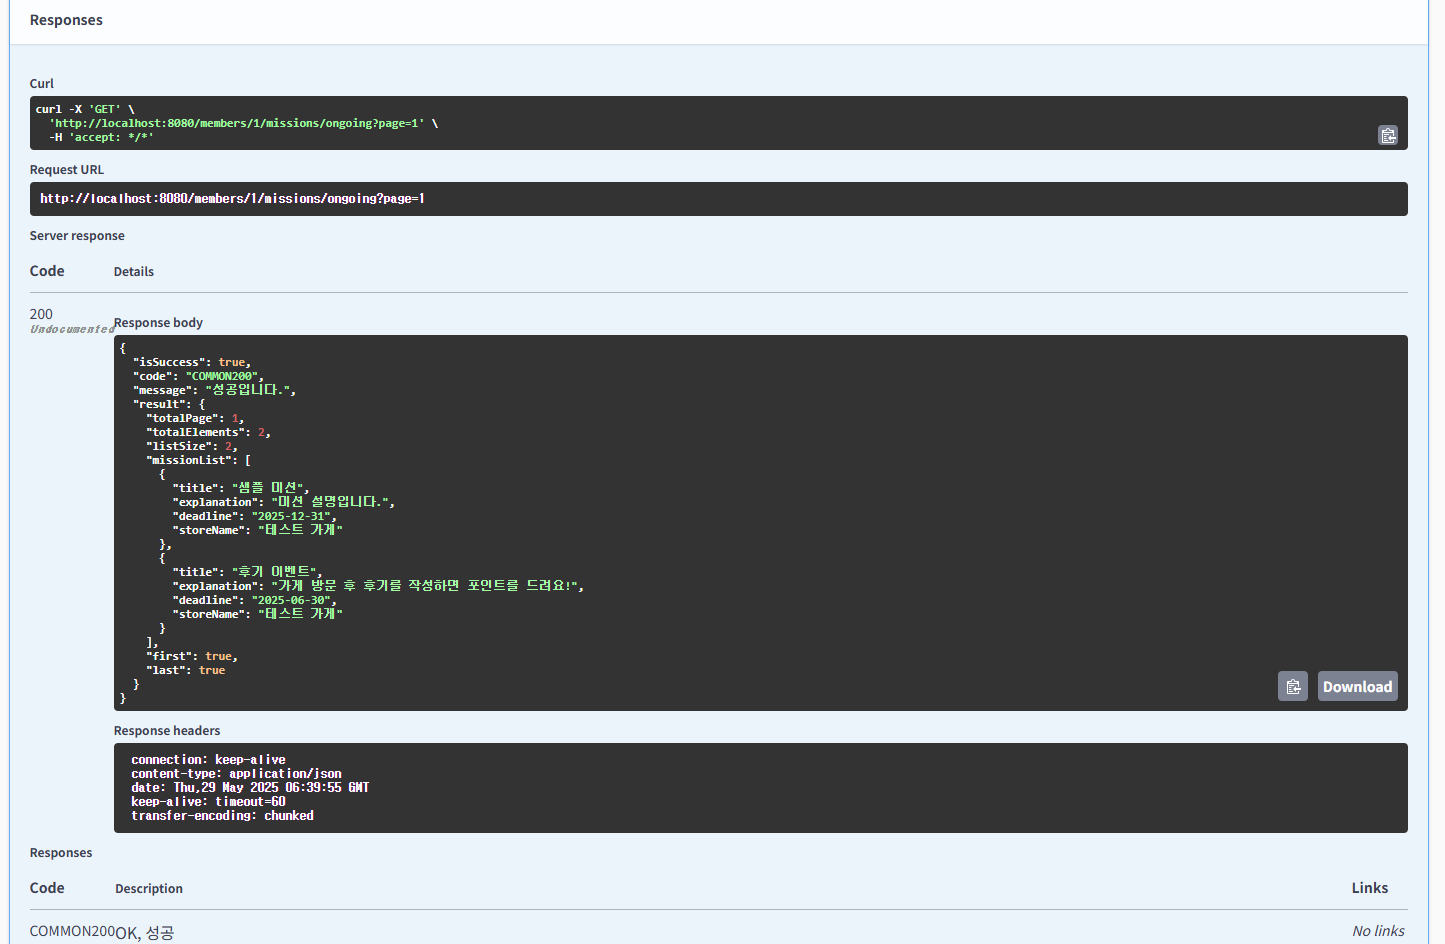 Responses
Curl
curl -X 'GET' \
  'http://localhost:8080/members/1/missions/ongoing?page=1' \
  -H 'accept: */*'
Request URL
http://localhost:8080/members/1/missions/ongoing?page=1
Server response
Code Details
200
Undocumented
Response body
{
  "isSuccess": true,
  "code": "COMMON200",
  "message": "성공입니다.",
  "result": {
    "totalPage": 1,
    "totalElements": 2,
    "listSize": 2,
    "missionList": [
      {
        "title": "샘플 미션",
        "explanation": "미션 설명입니다.",
        "deadline": "2025-12-31",
        "storeName": "테스트 가게"
      },
      {
        "title": "후기 이벤트",
        "explanation": "가게 방문 후 후기를 작성하면 포인트를 드려요!",
        "deadline": "2025-06-30",
        "storeName": "테스트 가게"
      }
    ],
    "first": true,
    "last": true
  }
}
Download
Response headers
connection: keep-alive
content-type: application/json
date: Thu,29 May 2025 06:39:55 GMT
keep-alive: timeout=60
transfer-encoding: chunked
Responses
Code Description Links
COMMON200 OK, 성공 No links